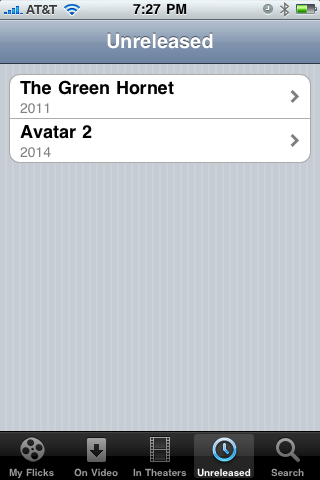 AT&T 7:27 PM
Unreleased
The Green Hornet
2011
Avatar 2
2014
My Flicks On Video In Theaters Unreleased Search